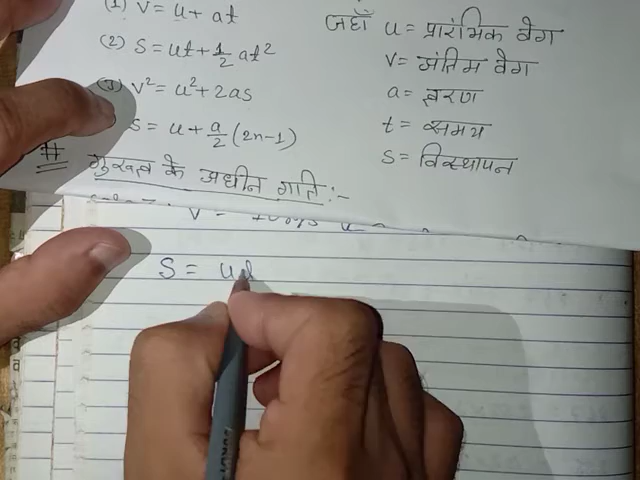 (1) v = u + at
(2) S = ut + 1/2 at²
(3) v² = u² + 2as
S = u + a/2 (2n-1)
जहाँ u = प्रारंभिक वेग
v = अंतिम वेग
a = त्वरण
t = समय
s = विस्थापन
# गुरुत्व के अधीन गति :-
v =
S = ut